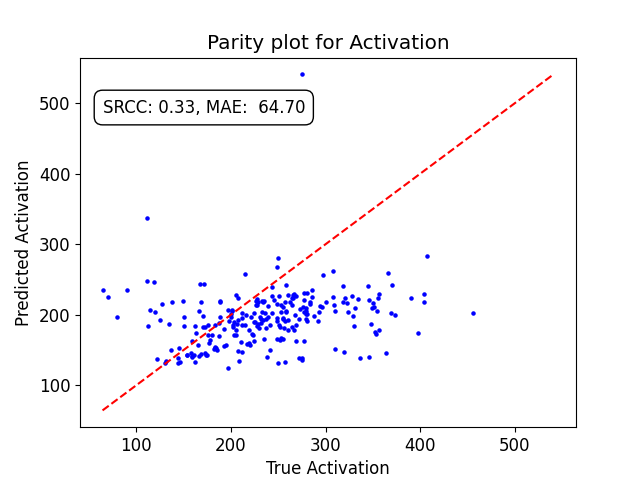 Parity plot for Activation
SRCC: 0.33, MAE:  64.70
Predicted Activation
500
400
300
200
100
100 200 300 400 500
True Activation